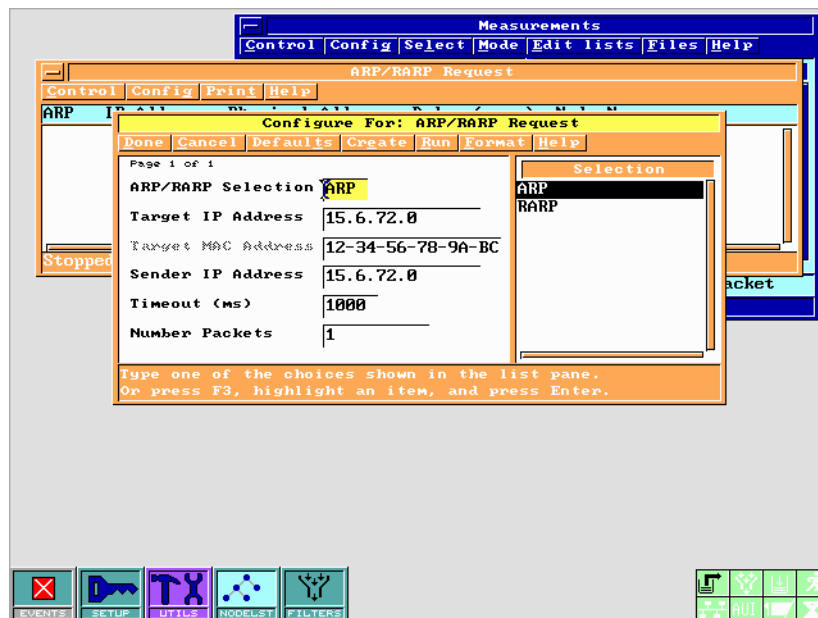 Measurements
Control Config Select Mode Edit lists Files Help
ARP/RARP Request
Control Config Print Help
ARP
Configure For: ARP/RARP Request
Done Cancel Defaults Create Run Format Help
Page 1 of 1
Selection
ARP/RARP Selection ARP
ARP
RARP
Target IP Address 15.6.72.0
Target MAC Address 12-34-56-78-9A-BC
Stopped
Sender IP Address 15.6.72.0
acket
Timeout (ms) 1000
Number Packets 1
Type one of the choices shown in the list pane.
Or press F3, highlight an item, and press Enter.
EVENTS SETUP UTILS NODELST FILTERS
AUI